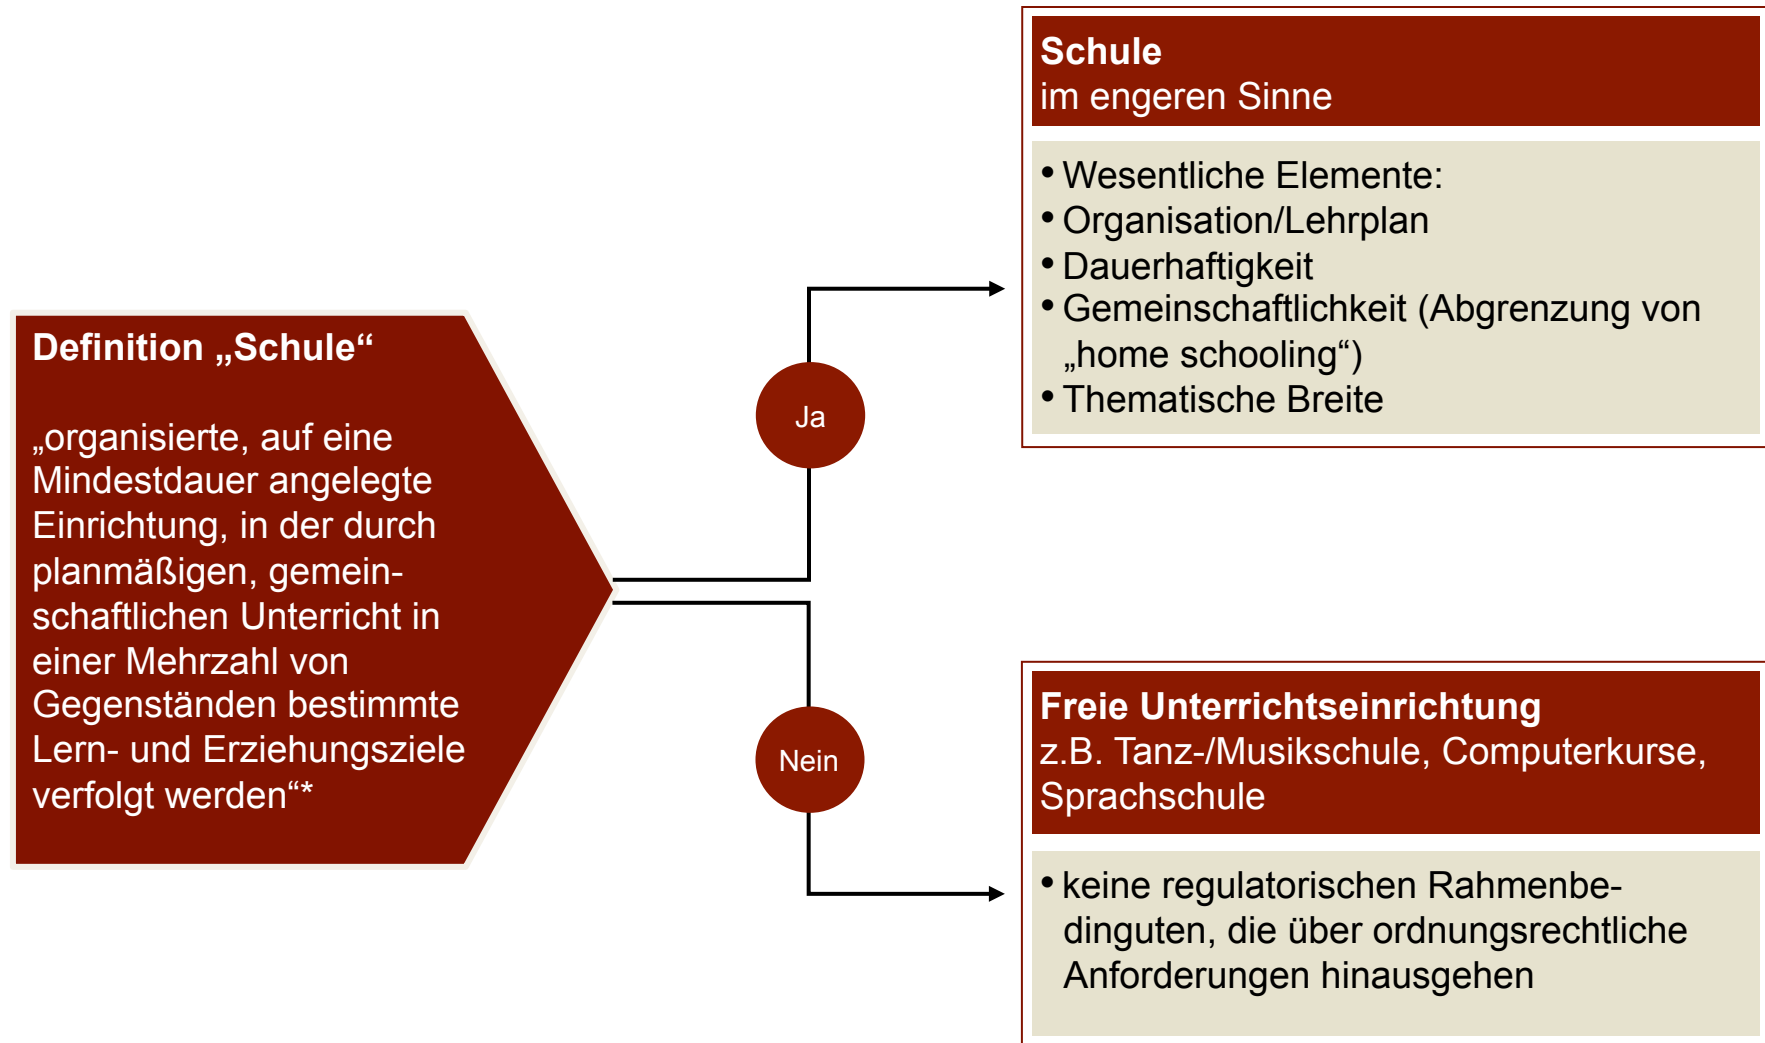 Definition „Schule“
„organisierte, auf eine
Mindestdauer angelegte
Einrichtung, in der durch
planmäßigen, gemein-
schaftlichen Unterricht in
einer Mehrzahl von
Gegenständen bestimmte
Lern- und Erziehungsziele
verfolgt werden“*
Ja
Schule
im engeren Sinne
• Wesentliche Elemente:
• Organisation/Lehrplan
• Dauerhaftigkeit
• Gemeinschaftlichkeit (Abgrenzung von
„home schooling“)
• Thematische Breite
Nein
Freie Unterrichtseinrichtung
z.B. Tanz-/Musikschule, Computerkurse,
Sprachschule
• keine regulatorischen Rahmenbe-
dinguten, die über ordnungsrechtliche
Anforderungen hinausgehen